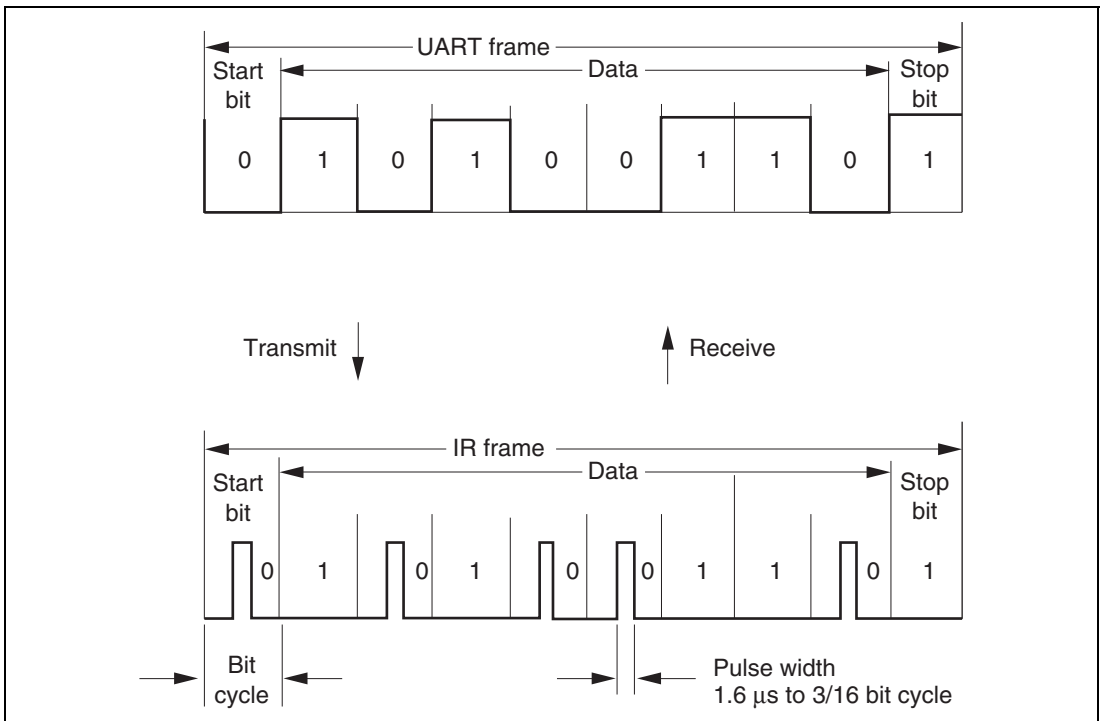 UART frame
Start
bit
Data
Stop
bit
0 1 0 1 0 0 1 1 0 1
Transmit
Receive
IR frame
Start
bit
Data
Stop
bit
0 1 0 1 0 0 1 1 0 1
Bit
cycle
Pulse width
1.6 μs to 3/16 bit cycle